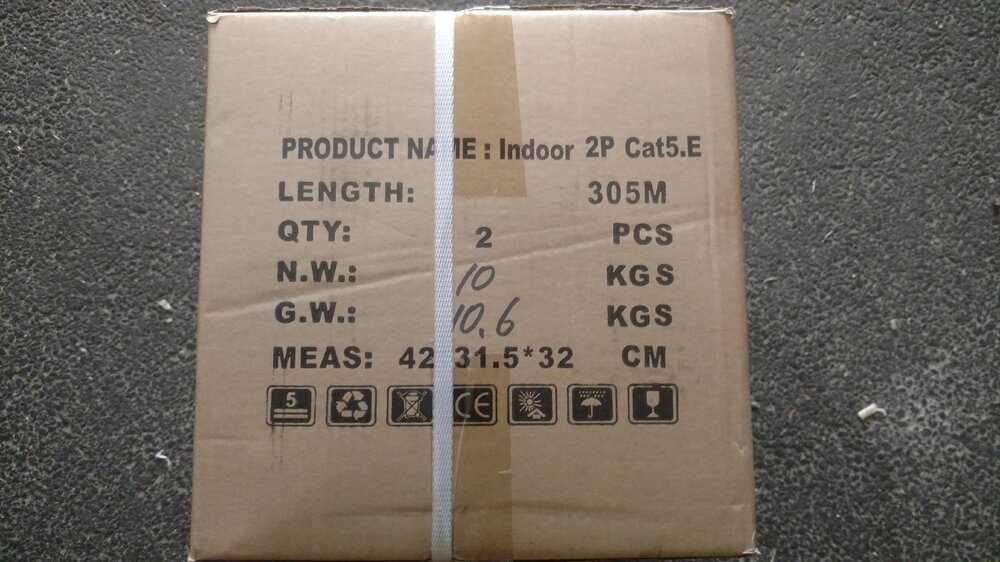 PRODUCT NAME : Indoor 2P Cat5.E
LENGTH: 305M
QTY: 2 PCS
N.W.: 10 KGS
G.W.: 10.6 KGS
MEAS: 42 31.5*32 CM
5 CE